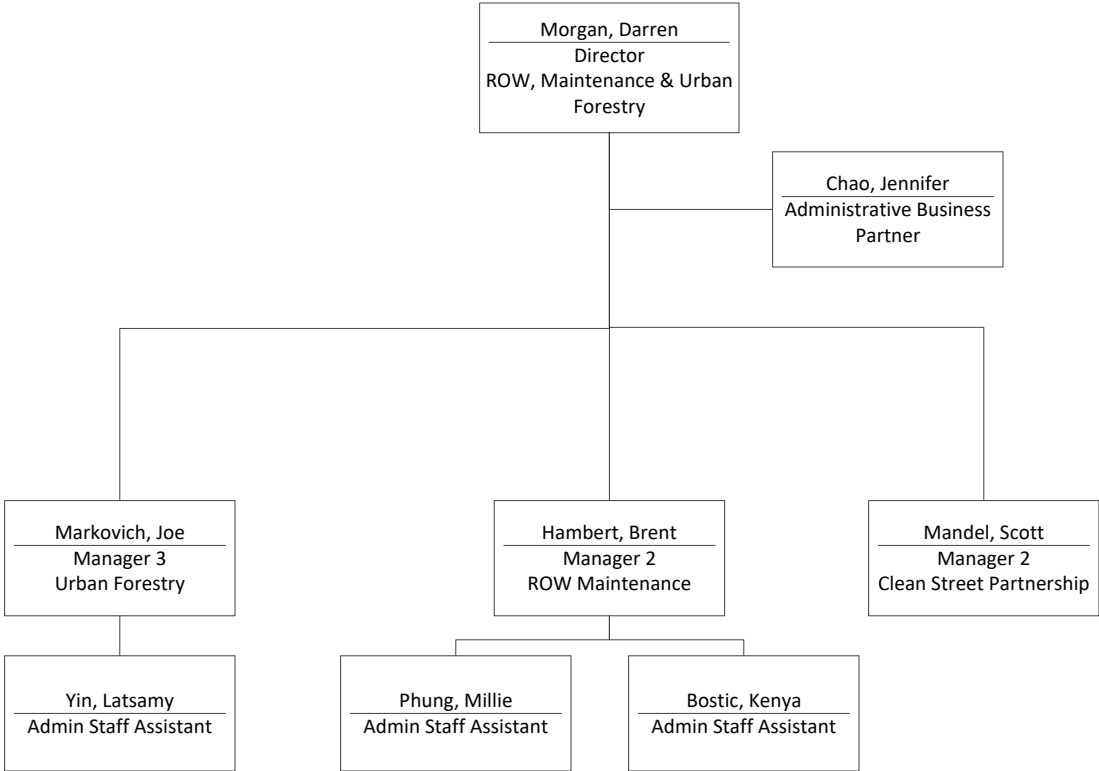 Morgan, Darren
Director
ROW, Maintenance & Urban
Forestry
Chao, Jennifer
Administrative Business
Partner
Markovich, Joe
Manager 3
Urban Forestry
Hambert, Brent
Manager 2
ROW Maintenance
Mandel, Scott
Manager 2
Clean Street Partnership
Yin, Latsamy
Admin Staff Assistant
Phung, Millie
Admin Staff Assistant
Bostic, Kenya
Admin Staff Assistant